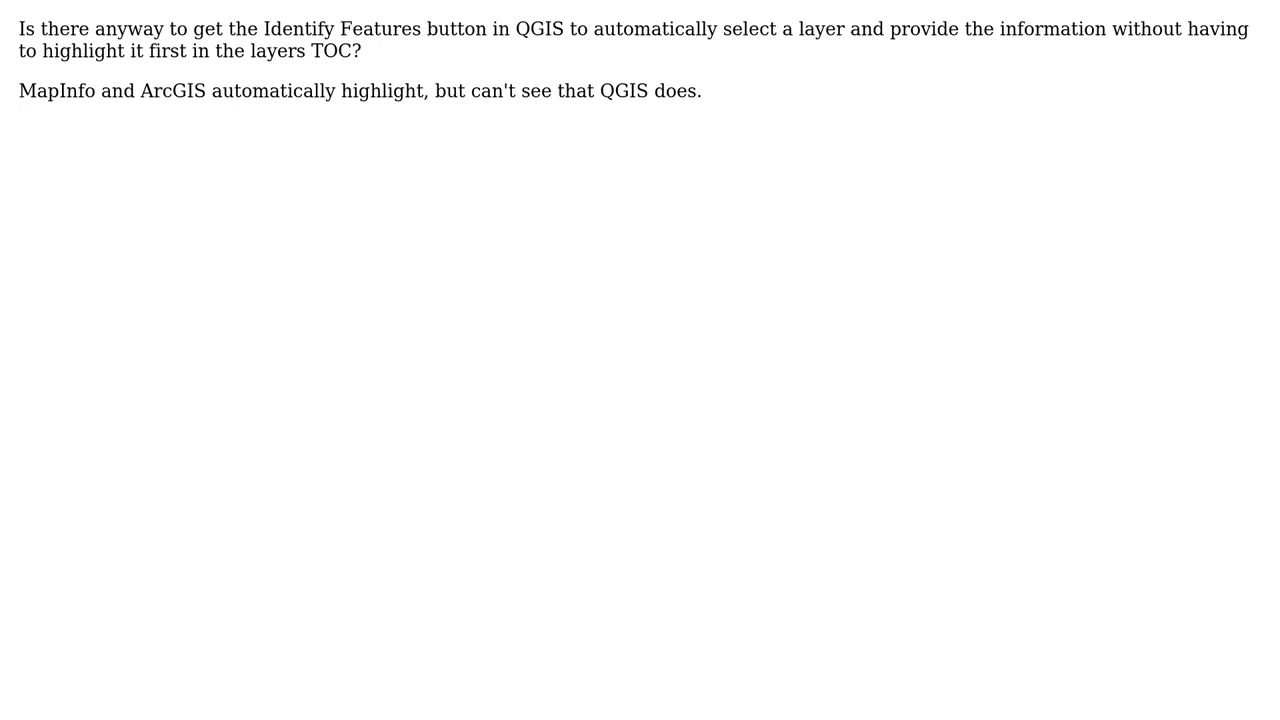 Is there anyway to get the Identify Features button in QGIS to automatically select a layer and provide the information without having
to highlight it first in the layers TOC?
MapInfo and ArcGIS automatically highlight, but can't see that QGIS does.